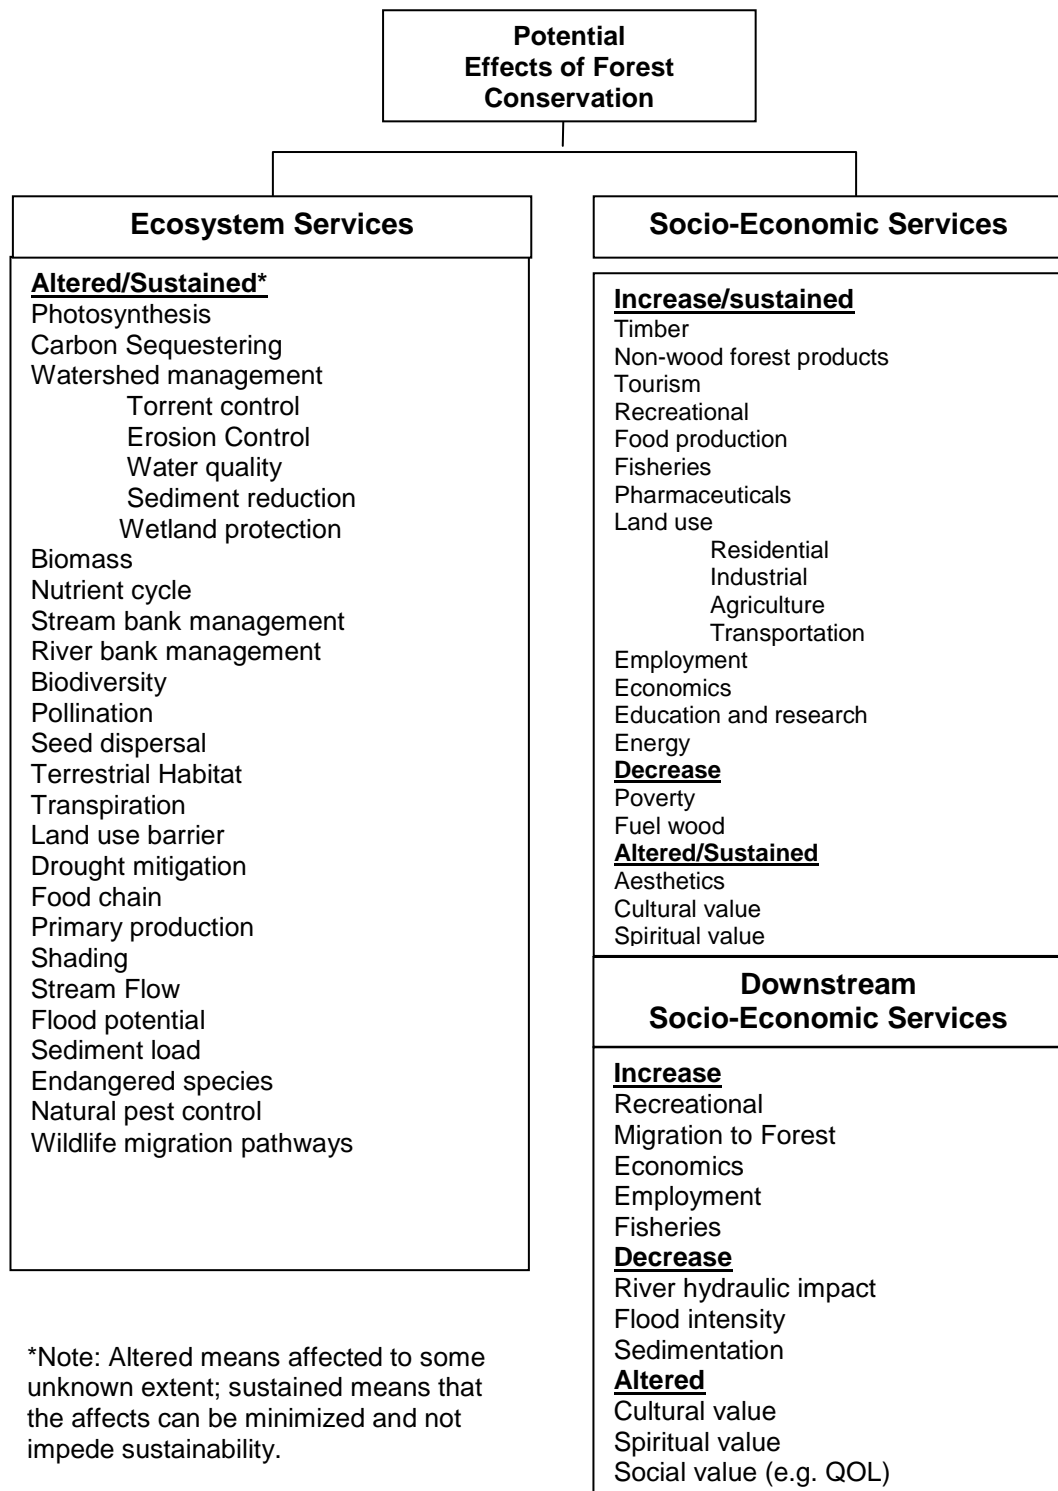 Potential
Effects of Forest
Conservation
Ecosystem Services
Altered/Sustained*
Photosynthesis
Carbon Sequestering
Watershed management
Torrent control
Erosion Control
Water quality
Sediment reduction
Wetland protection
Biomass
Nutrient cycle
Stream bank management
River bank management
Biodiversity
Pollination
Seed dispersal
Terrestrial Habitat
Transpiration
Land use barrier
Drought mitigation
Food chain
Primary production
Shading
Stream Flow
Flood potential
Sediment load
Endangered species
Natural pest control
Wildlife migration pathways
*Note: Altered means affected to some
unknown extent; sustained means that
the affects can be minimized and not
impede sustainability.
Socio-Economic Services
Increase/sustained
Timber
Non-wood forest products
Tourism
Recreational
Food production
Fisheries
Pharmaceuticals
Land use
Residential
Industrial
Agriculture
Transportation
Employment
Economics
Education and research
Energy
Decrease
Poverty
Fuel wood
Altered/Sustained
Aesthetics
Cultural value
Spiritual value
Downstream
Socio-Economic Services
Increase
Recreational
Migration to Forest
Economics
Employment
Fisheries
Decrease
River hydraulic impact
Flood intensity
Sedimentation
Altered
Cultural value
Spiritual value
Social value (e.g. QOL)